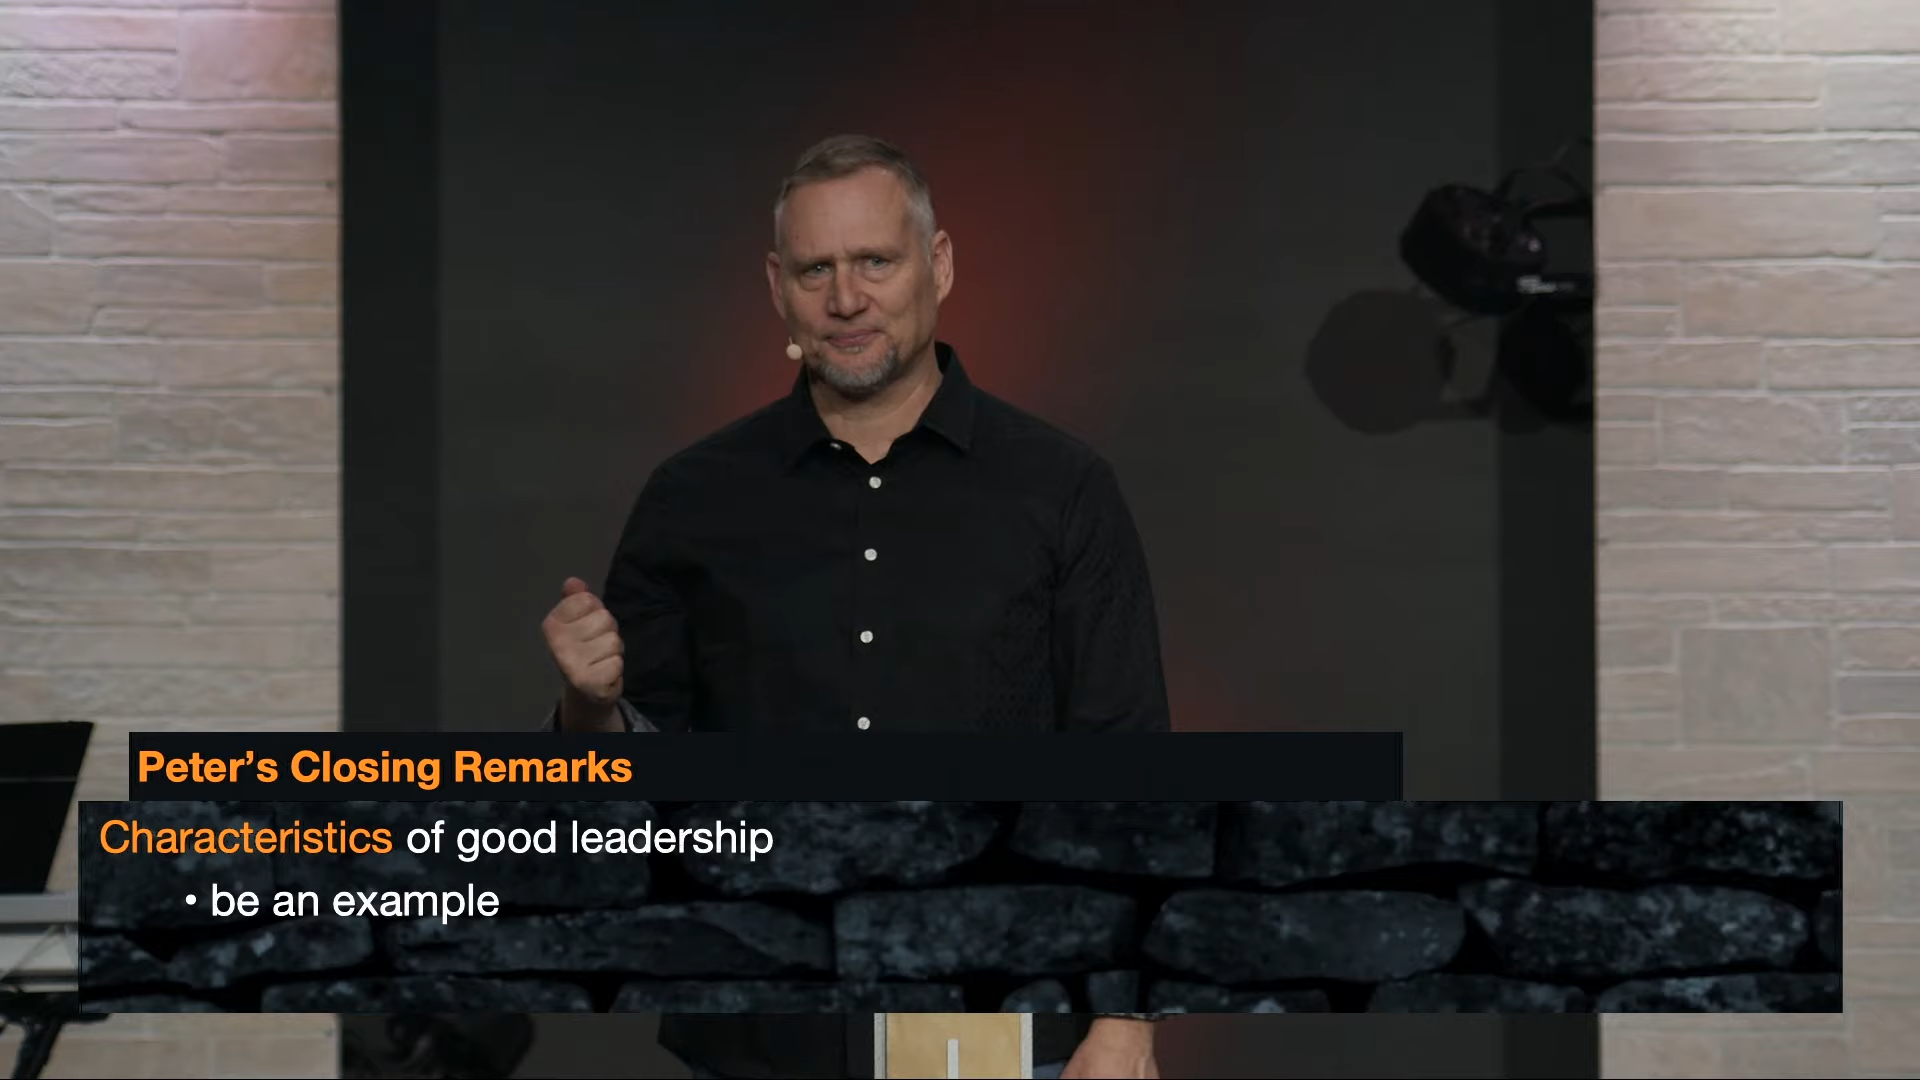 Peter’s Closing Remarks
Characteristics of good leadership
• be an example